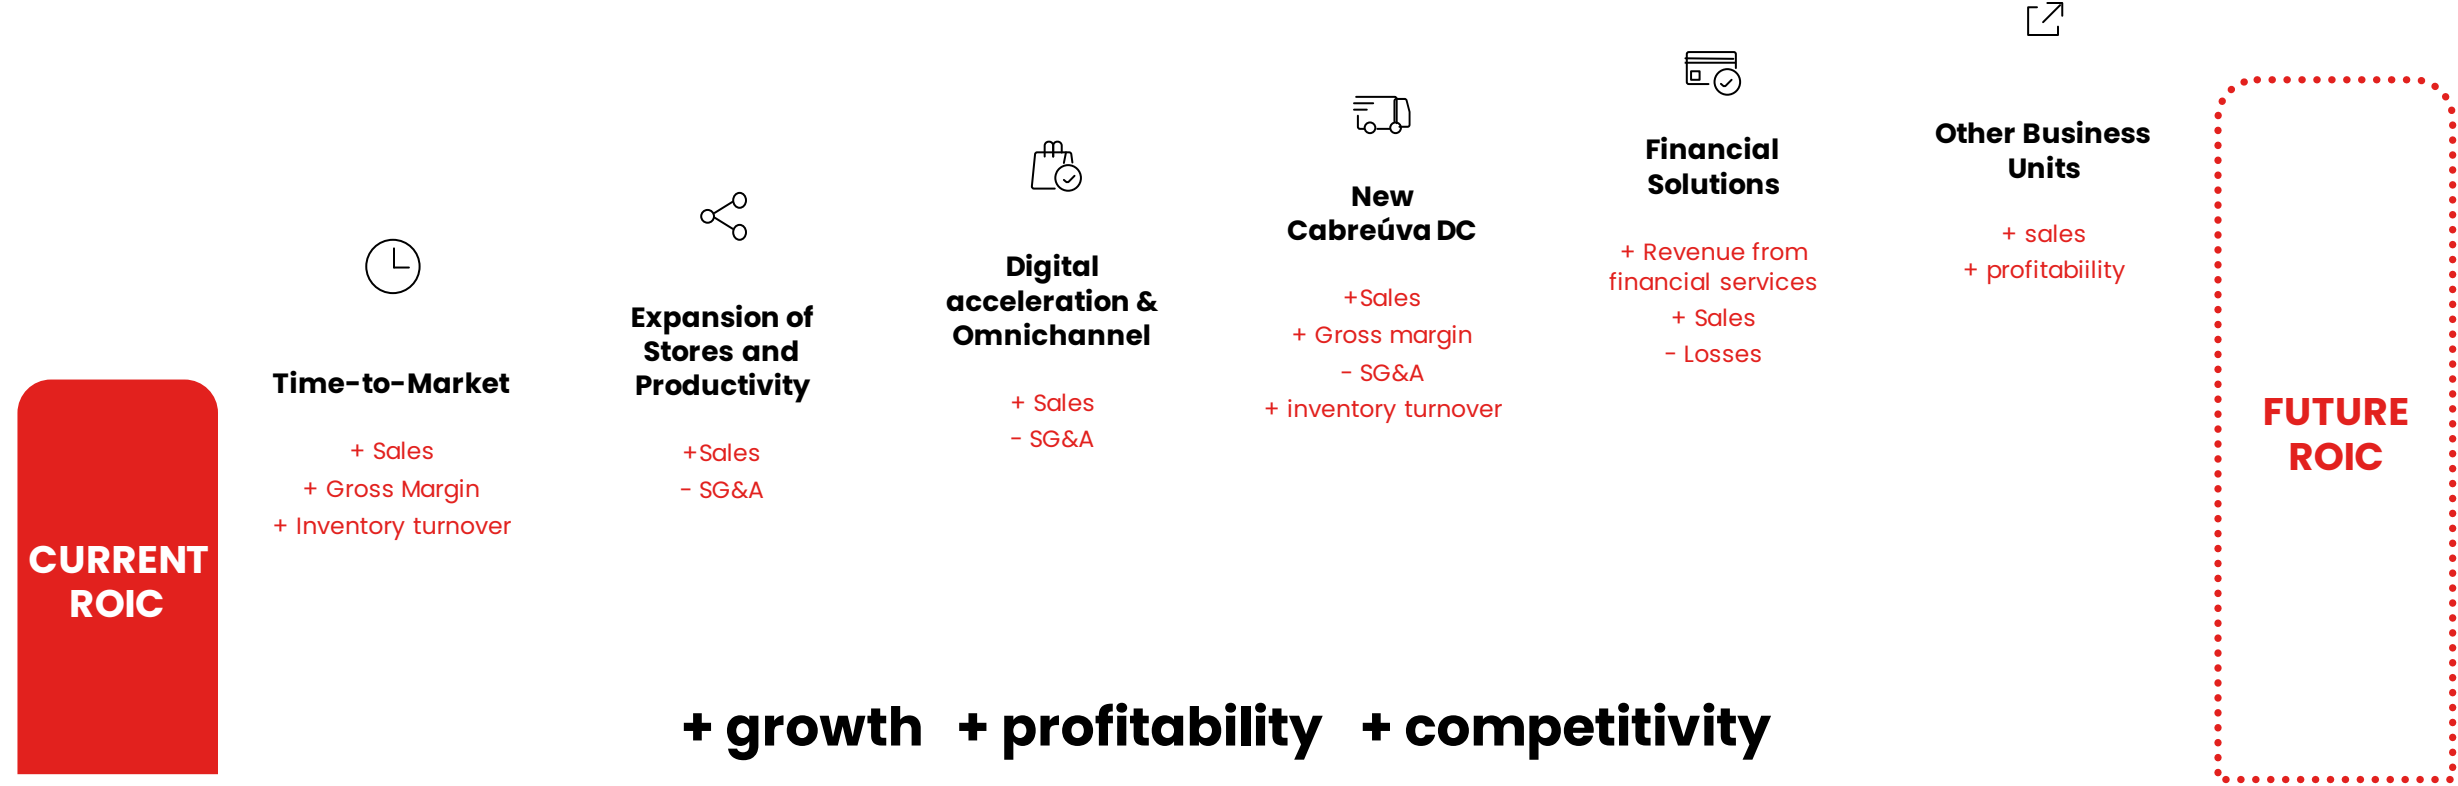 CURRENT
ROIC
Time-to-Market
+ Sales
+ Gross Margin
+ Inventory turnover
Expansion of
Stores and
Productivity
+Sales
- SG&A
Digital
acceleration &
Omnichannel
+ Sales
- SG&A
New
Cabreúva DC
+Sales
+ Gross margin
- SG&A
+ inventory turnover
Financial
Solutions
+ Revenue from
financial services
+ Sales
- Losses
Other Business
Units
+ sales
+ profitabiility
FUTURE
ROIC
+ growth + profitability + competitivity